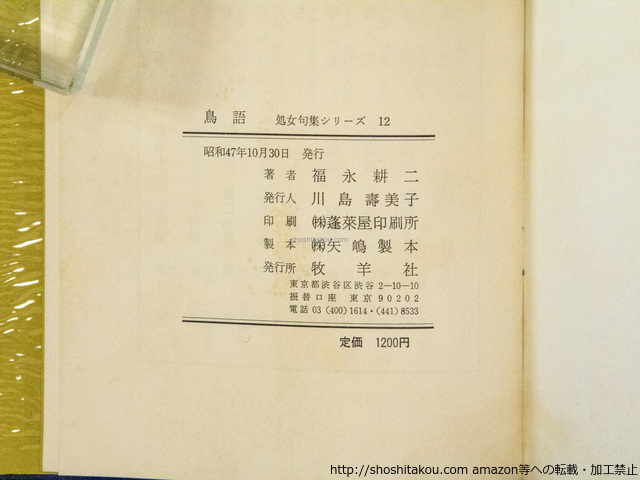 鳥語　処女句集シリーズ 12
昭和47年10月30日　発行
著者　福永耕二
発行人　川島壽美子
印刷　㈱蓬萊屋印刷所
shoshitakou.com
製本　㈱矢嶋製本
発行所　牧羊社
東京都渋谷区渋谷 2-10-10
振替口座　東京 90202
電話 03 (400) 1614・(441) 8533
定価　1200円
http://shoshitakou.com amazon等への転載・加工禁止